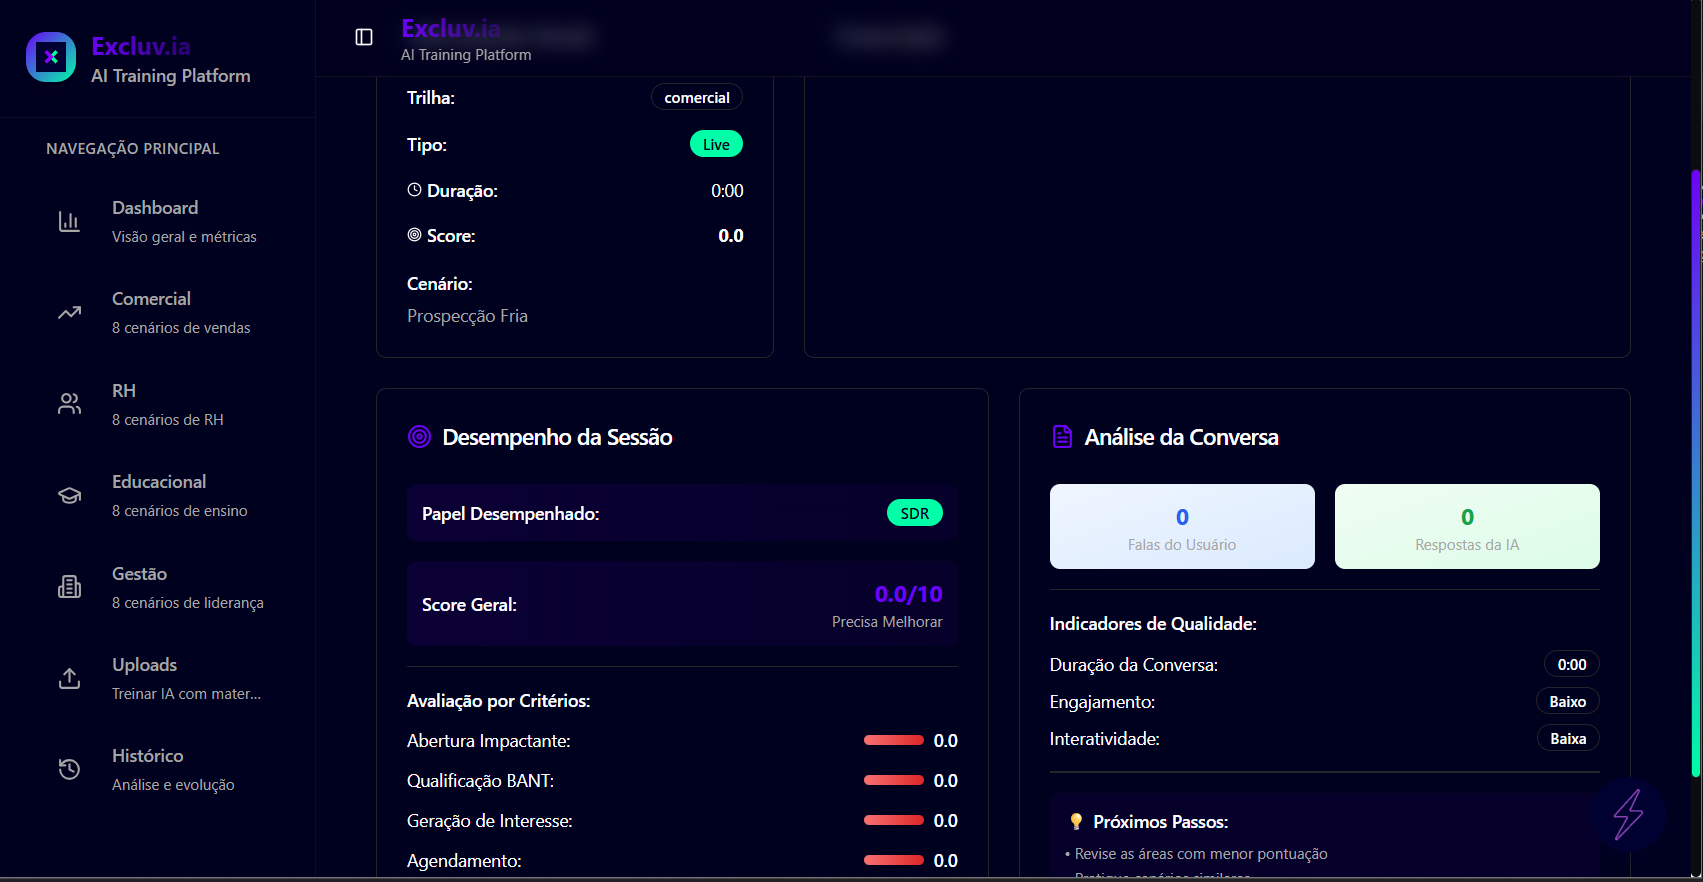 Excluv.ia
AI Training Platform
NAVEGAÇÃO PRINCIPAL
Dashboard
Visão geral e métricas
Comercial
8 cenários de vendas
RH
8 cenários de RH
Educacional
8 cenários de ensino
Gestão
8 cenários de liderança
Uploads
Treinar IA com mater...
Histórico
Análise e evolução
Excluv.ia
AI Training Platform
Trilha:
comercial
Tipo:
Live
Duração:
0:00
Score:
0.0
Cenário:
Prospecção Fria
Desempenho da Sessão
Papel Desempenhado:
SDR
Score Geral:
0.0/10
Precisa Melhorar
Avaliação por Critérios:
Abertura Impactante:
0.0
Qualificação BANT:
0.0
Geração de Interesse:
0.0
Agendamento:
0.0
Análise da Conversa
0
Falas do Usuário
0
Respostas da IA
Indicadores de Qualidade:
Duração da Conversa:
0:00
Engajamento:
Baixo
Interatividade:
Baixa
Próximos Passos:
• Revise as áreas com menor pontuação